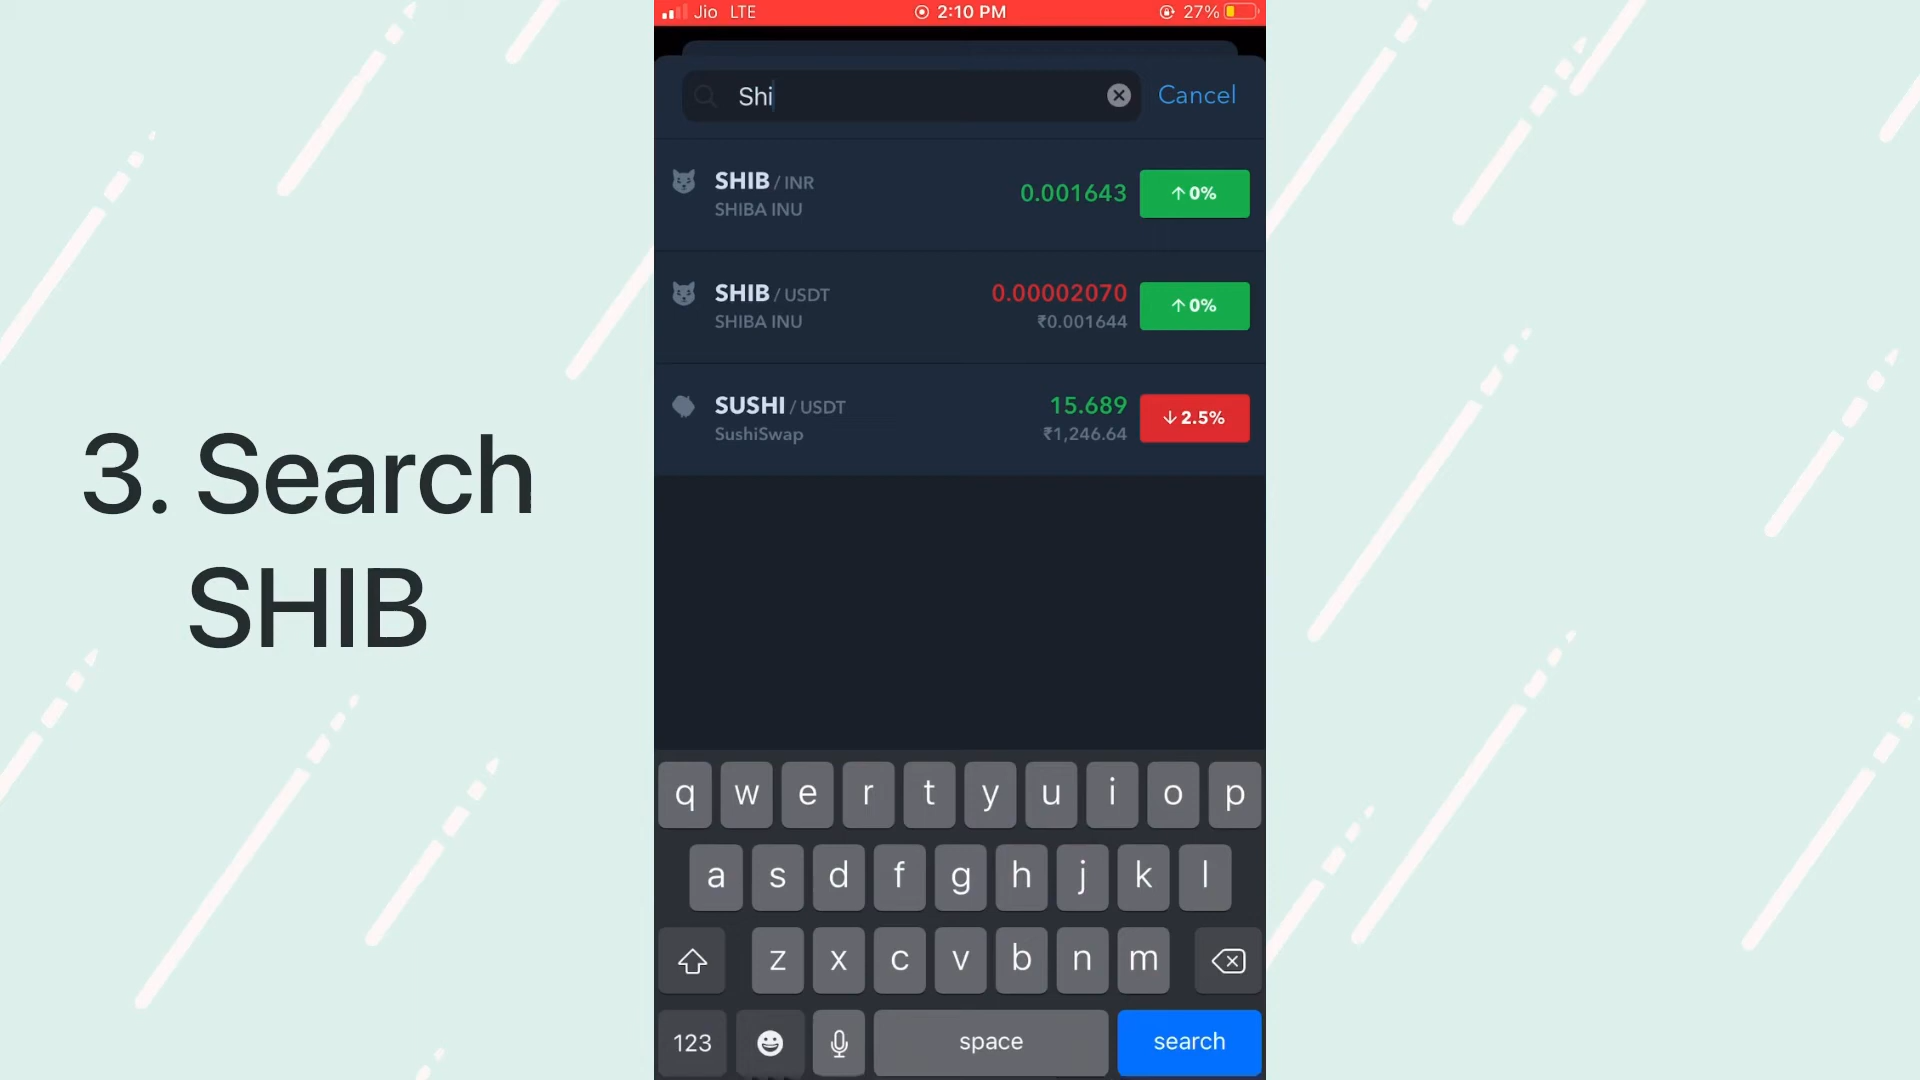 3. Search
SHIB
Jio LTE 2:10 PM 27%
Shi Cancel
SHIB / INR 0.001643 ↑ 0%
SHIBA INU
SHIB / USDT 0.00002070 ↑ 0%
SHIBA INU ₹0.001644
SUSHI / USDT 15.689 ↓ 2.5%
SushiSwap ₹1,246.64
q w e r t y u i o p
a s d f g h j k l
z x c v b n m
123 space search